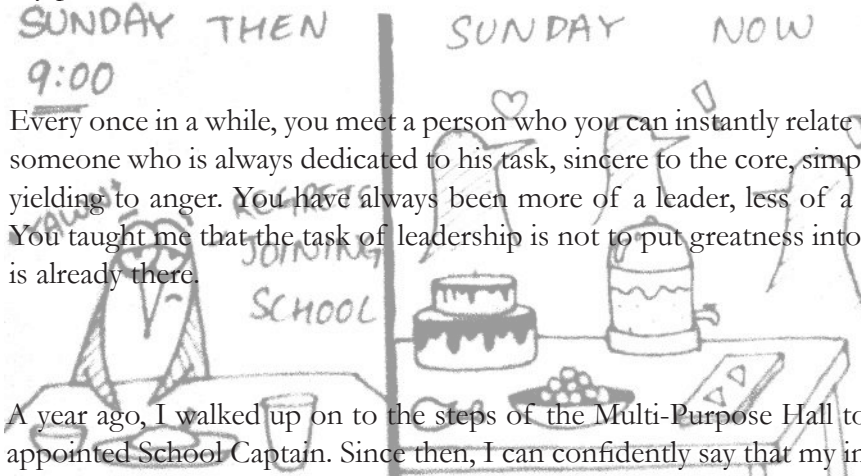 SUNDAY THEN
SUNDAY NOW
9:00
Every once in a while, you meet a person who you can instantly relate
someone who is always dedicated to his task, sincere to the core, simp
yielding to anger. You have always been more of a leader, less of a
You taught me that the task of leadership is not to put greatness into
is already there.
*YAWN*
REGRETS
JOINING
SCHOOL
A year ago, I walked up on to the steps of the Multi-Purpose Hall to
appointed School Captain. Since then, I can confidently say that my in